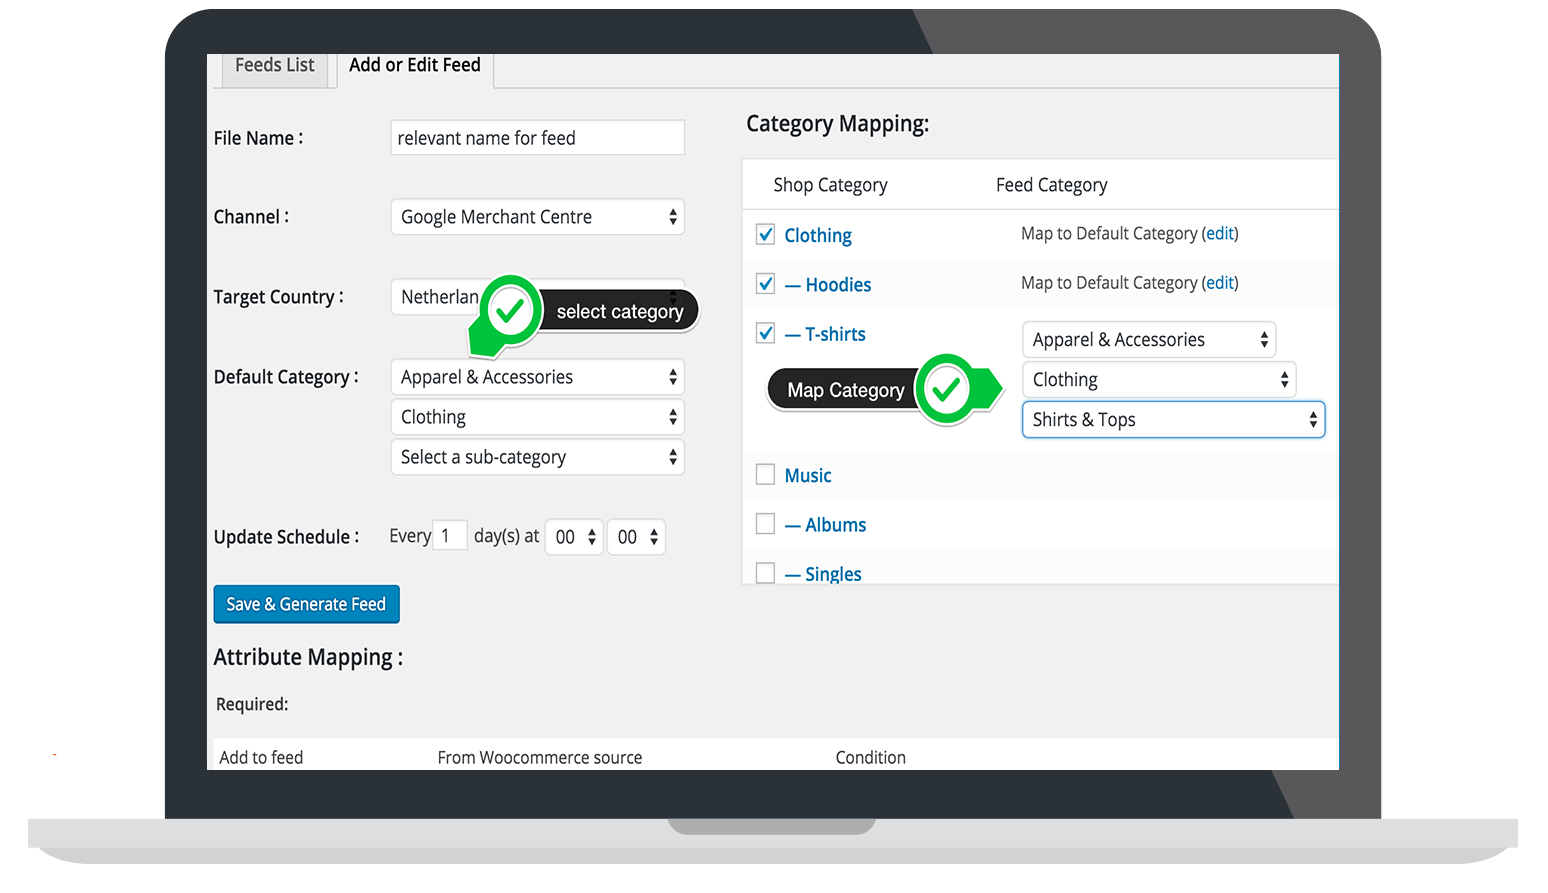 Feeds List
Add or Edit Feed
File Name :
relevant name for feed
Channel :
Google Merchant Centre
Target Country :
Netherlan
select category
Default Category :
Apparel & Accessories
Clothing
Select a sub-category
Update Schedule :
Every 1 day(s) at 00 00
Save & Generate Feed
Category Mapping:
Shop Category Feed Category
Clothing Map to Default Category (edit)
— Hoodies Map to Default Category (edit)
— T-shirts Apparel & Accessories
Map Category
Clothing
Shirts & Tops
Music
— Albums
— Singles
Attribute Mapping :
Required:
Add to feed From Woocommerce source Condition